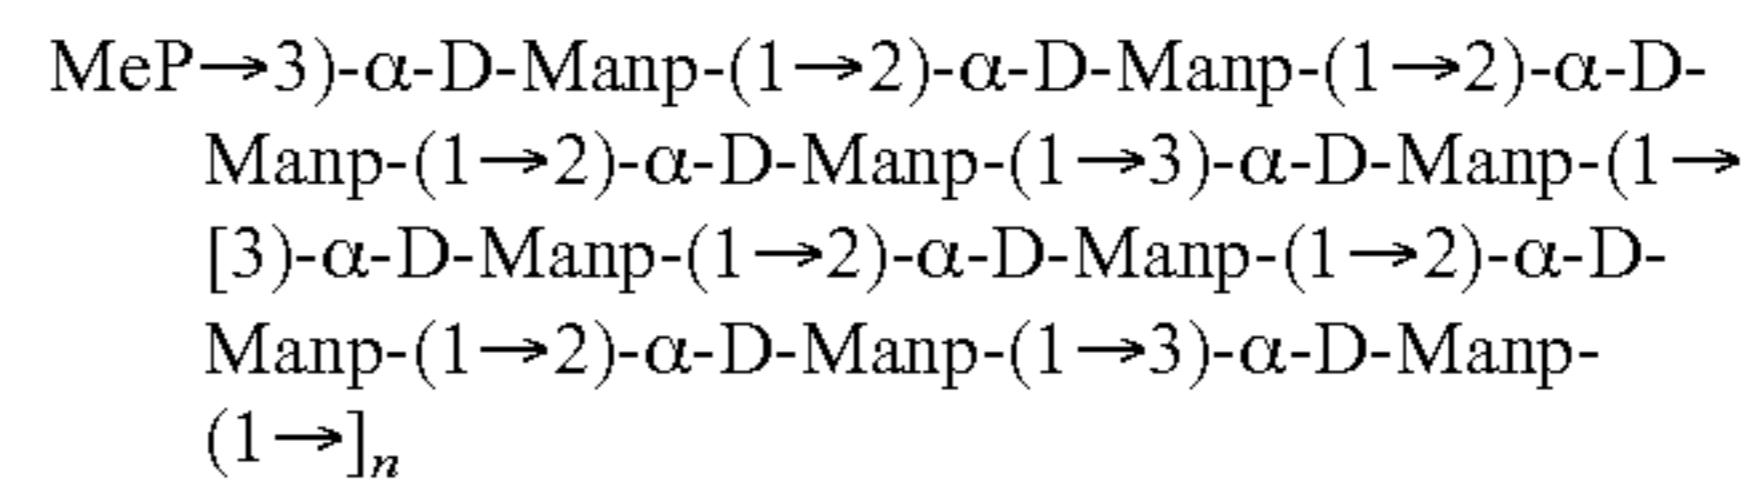 MeP→3)-α-D-Manp-(1→2)-α-D-Manp-(1→2)-α-D-
Manp-(1→2)-α-D-Manp-(1→3)-α-D-Manp-(1→
[3)-α-D-Manp-(1→2)-α-D-Manp-(1→2)-α-D-
Manp-(1→2)-α-D-Manp-(1→3)-α-D-Manp-
(1→]n